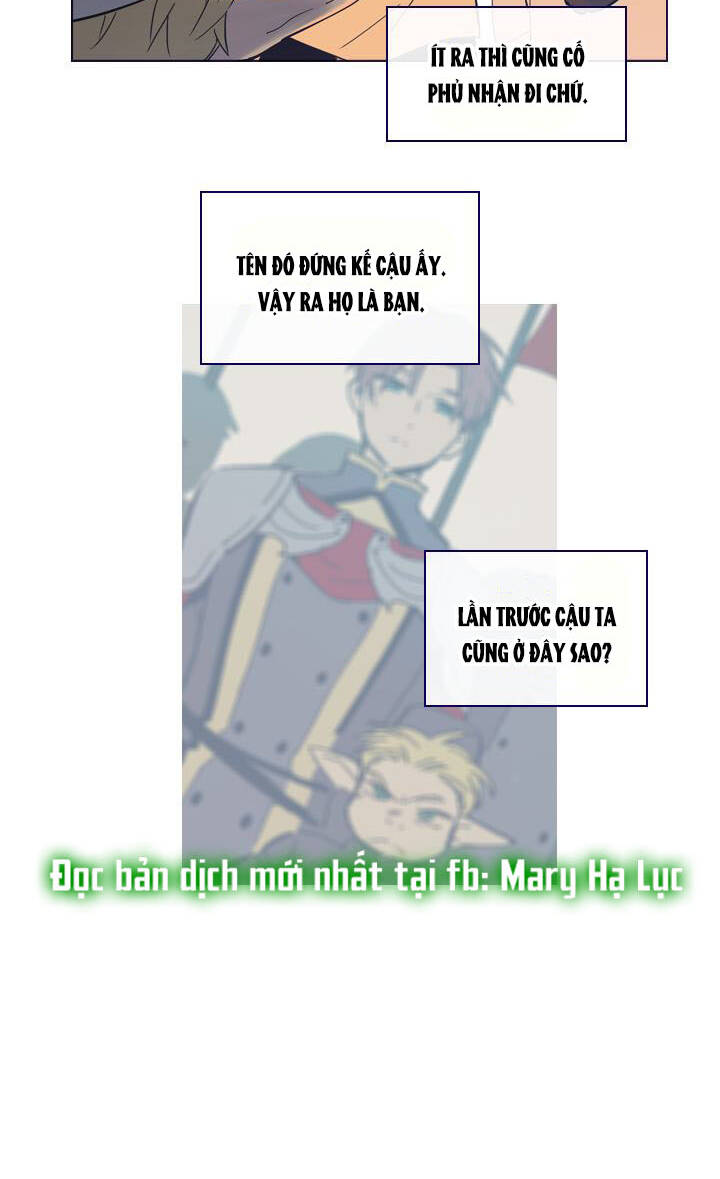 ÍT RA THÌ CŨNG CỐ
PHỦ NHẬN ĐI CHỨ.
TÊN ĐÓ ĐỨNG KẾ CẬU ẤY.
VẬY RA HỌ LÀ BẠN.
LẦN TRƯỚC CẬU TA
CŨNG Ở ĐÂY SAO?
Đọc bản dịch mới nhất tại fb: Mary Hạ Lục